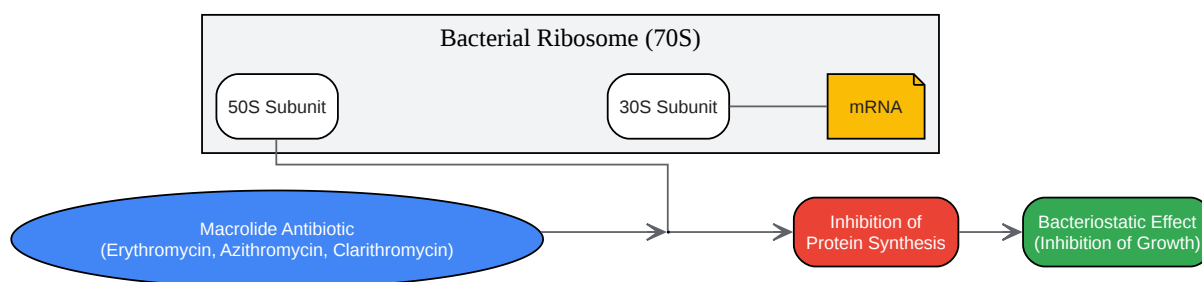 Bacterial Ribosome (70S)
50S Subunit
30S Subunit
mRNA
Macrolide Antibiotic
(Erythromycin, Azithromycin, Clarithromycin)
Inhibition of
Protein Synthesis
Bacteriostatic Effect
(Inhibition of Growth)